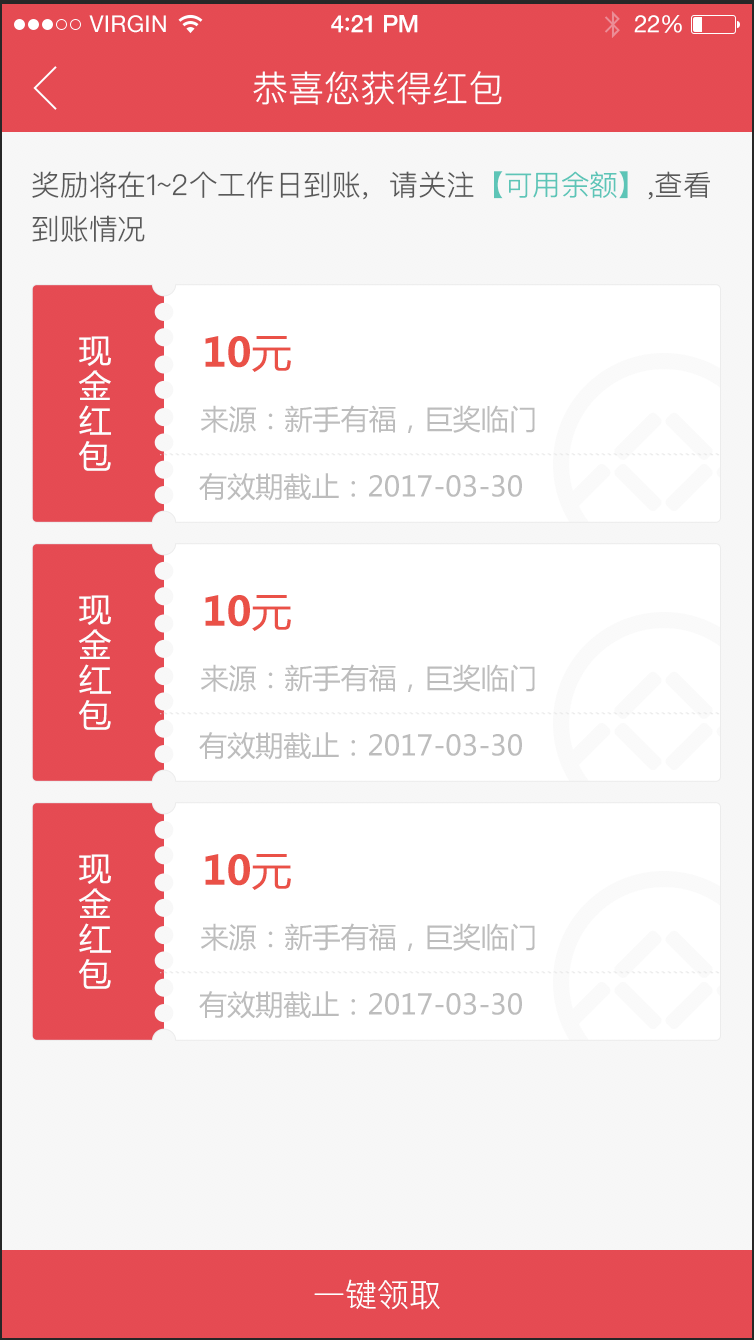 VIRGIN 4:21 PM 22%
恭喜您获得红包
奖励将在1~2个工作日到账，请关注【可用余额】,查看
到账情况
现金红包
10元
来源：新手有福，巨奖临门
有效期截止：2017-03-30
现金红包
10元
来源：新手有福，巨奖临门
有效期截止：2017-03-30
现金红包
10元
来源：新手有福，巨奖临门
有效期截止：2017-03-30
一键领取